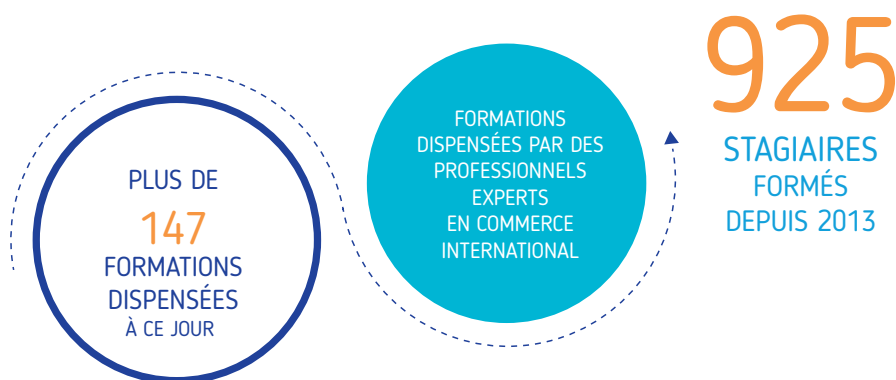 PLUS DE
147
FORMATIONS
DISPENSÉES
À CE JOUR
FORMATIONS
DISPENSÉES PAR DES
PROFESSIONNELS
EXPERTS
EN COMMERCE
INTERNATIONAL
925
STAGIAIRES
FORMÉS
DEPUIS 2013